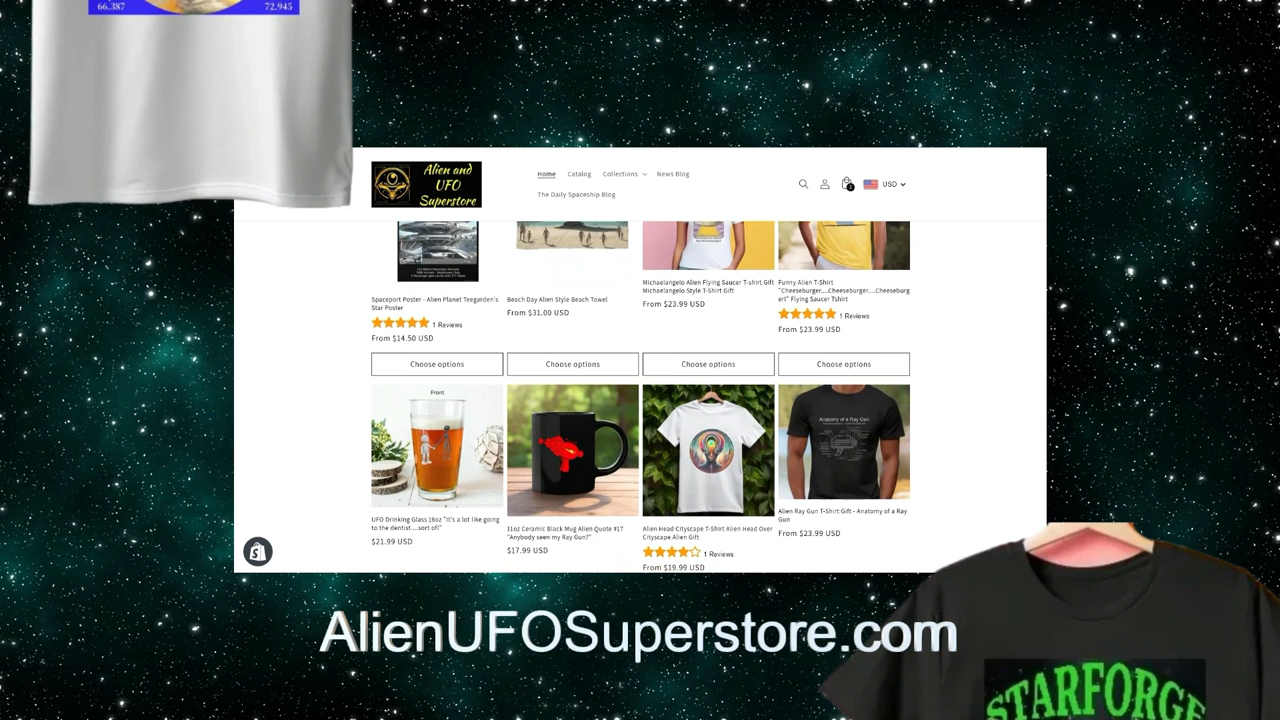 66.387 72.945
Alien and
UFO
Superstore
Home Catalog Collections News Blog
The Daily Spaceship Blog
USD
Spaceport Poster - Alien Planet Teegarden's
Star Poster
1 Reviews
From $14.50 USD
Beach Day Alien Style Beach Towel
From $31.00 USD
Michaelangelo Alien Flying Saucer T-shirt Gift
Michaelangelo Style T-Shirt Gift
From $23.99 USD
Funny Alien T-Shirt
"Cheeseburger....Cheeseburger....Cheeseburg
er!" Flying Saucer Tshirt
1 Reviews
From $23.99 USD
Choose options
Choose options
Choose options
Choose options
Front
Anatomy of a Ray Gun
UFO Drinking Glass 16oz "It's a lot like going
to the dentist....sort of!"
$21.99 USD
11oz Ceramic Black Mug Alien Quote #17
"Anybody seen my Ray Gun?"
$17.99 USD
Alien Head Cityscape T-Shirt Alien Head Over
Cityscape Alien Gift
1 Reviews
From $19.99 USD
Alien Ray Gun T-Shirt Gift - Anatomy of a Ray
Gun
From $23.99 USD
AlienUFOSuperstore.com
STARFORGE